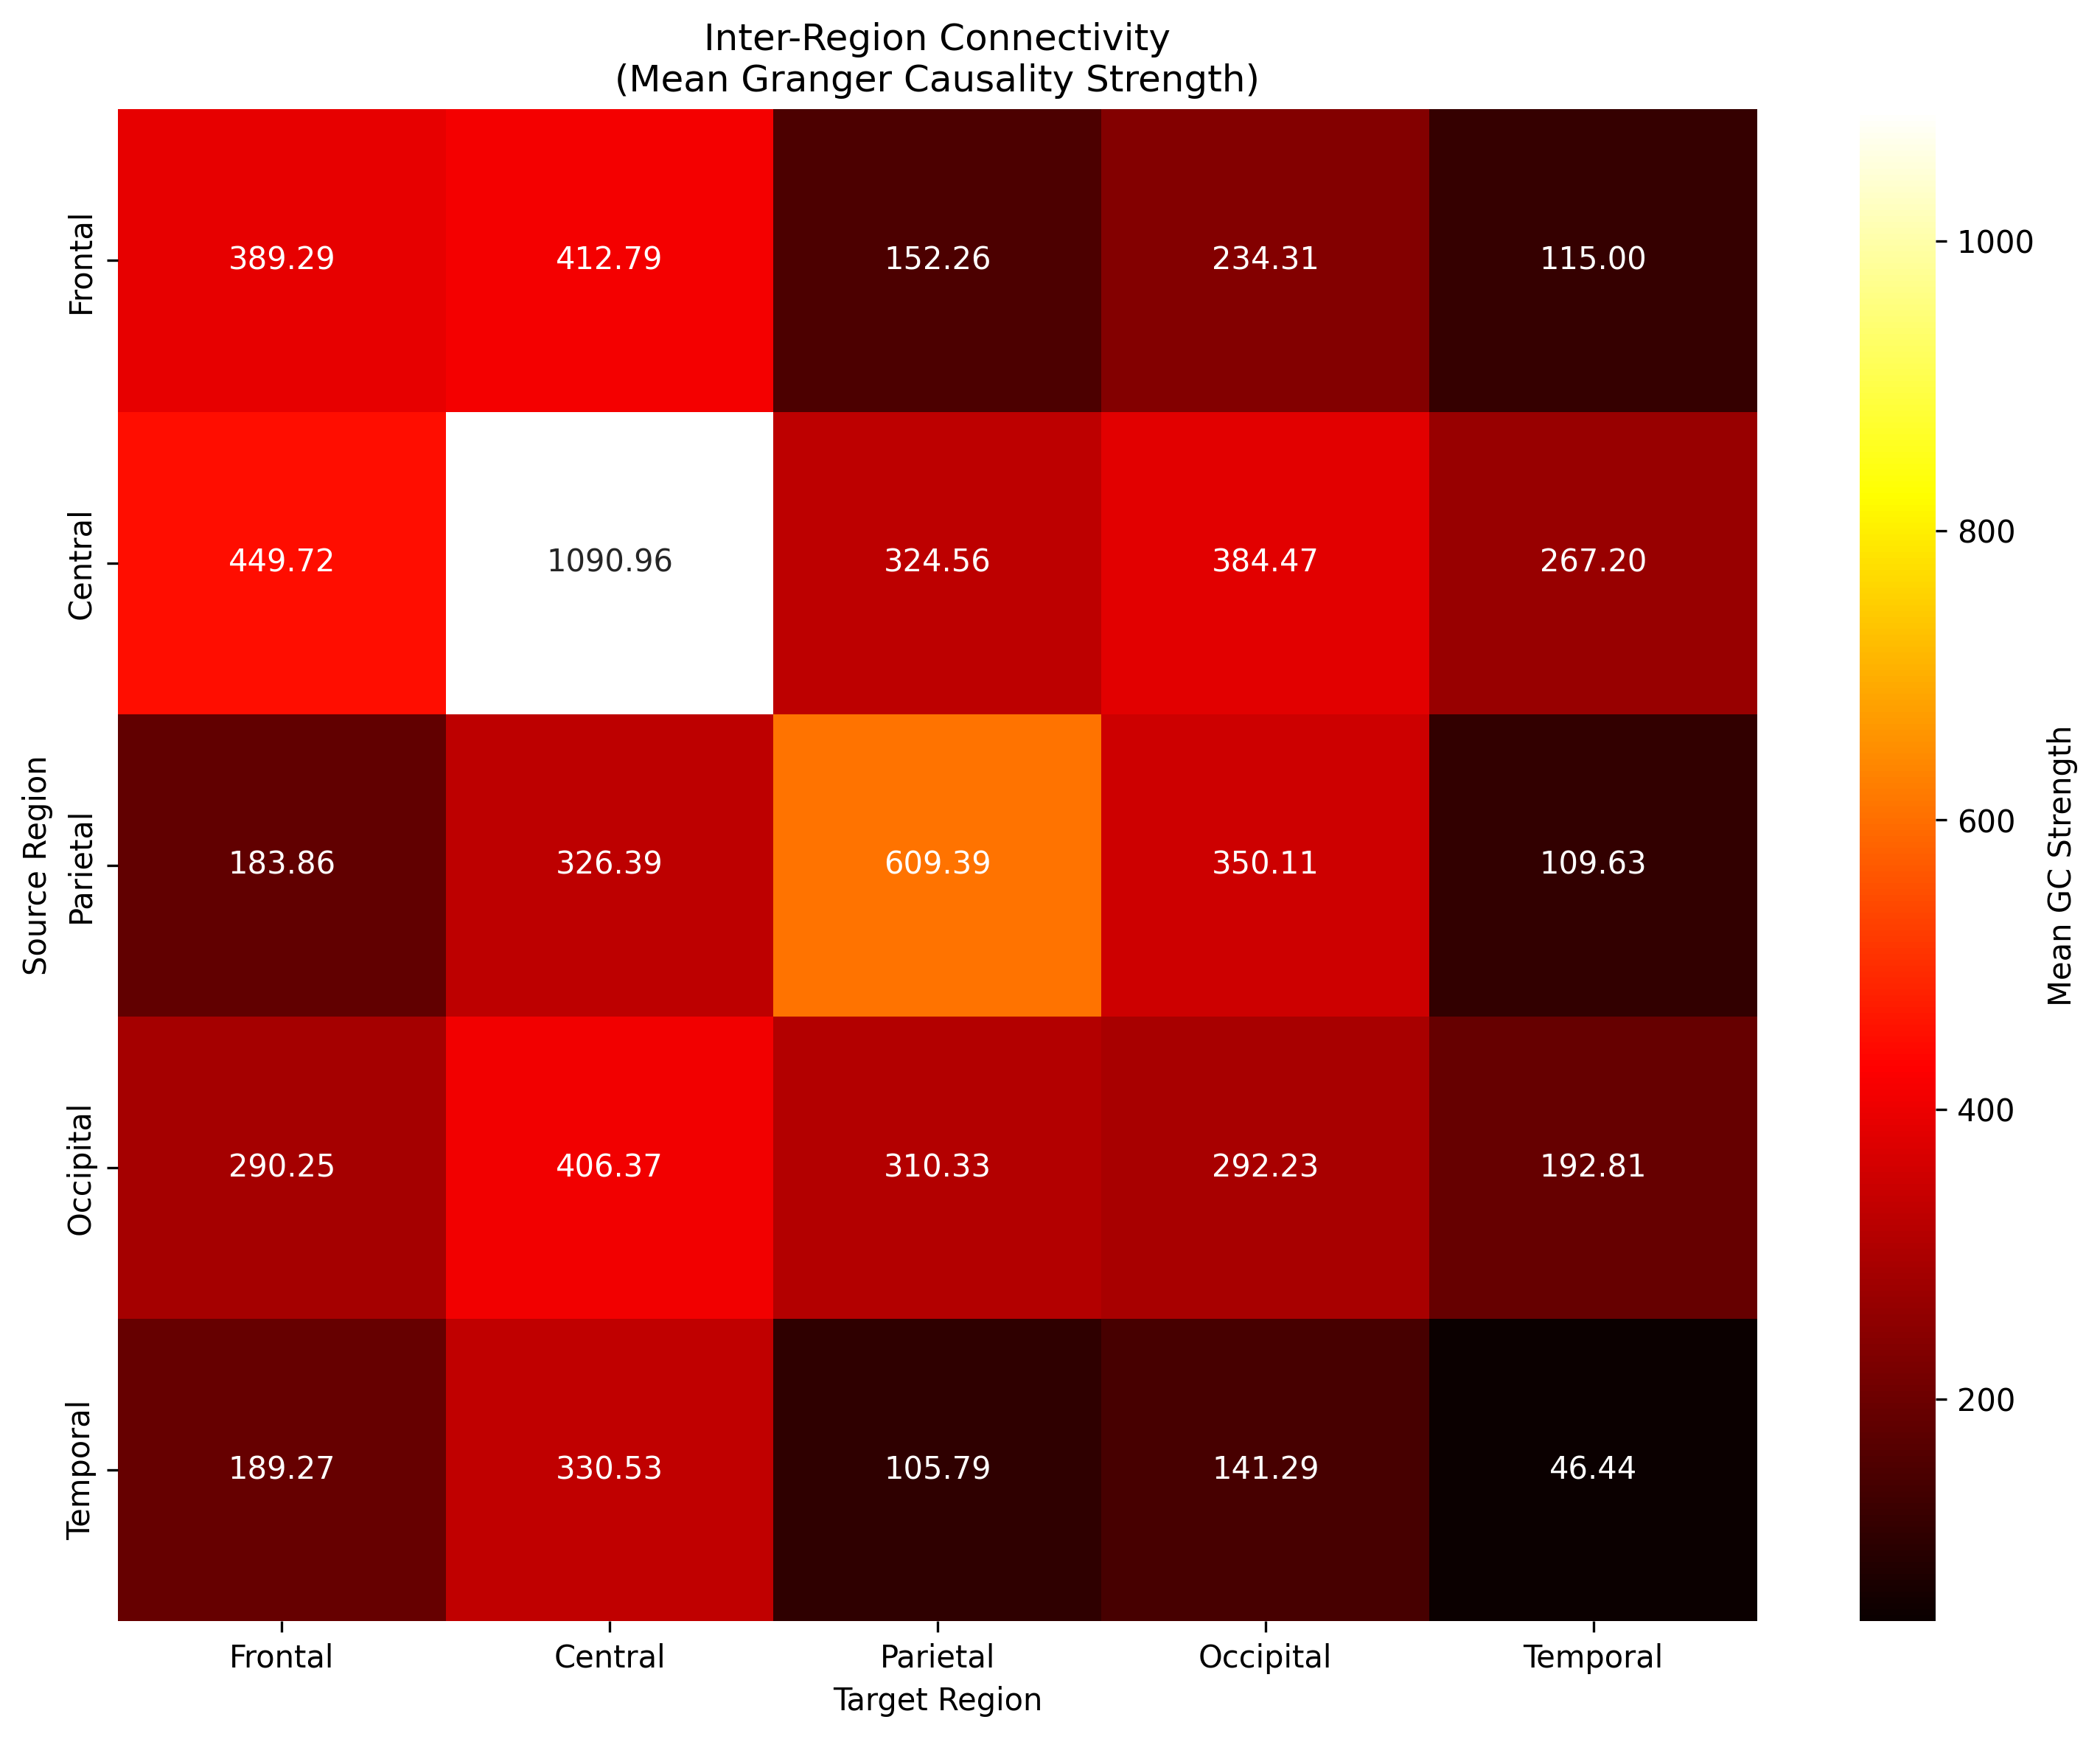 Inter-Region Connectivity
(Mean Granger Causality Strength)
Source Region
Frontal
389.29 412.79 152.26 234.31 115.00
Central
449.72 1090.96 324.56 384.47 267.20
Parietal
183.86 326.39 609.39 350.11 109.63
Occipital
290.25 406.37 310.33 292.23 192.81
Temporal
189.27 330.53 105.79 141.29 46.44
Frontal Central Parietal Occipital Temporal
Target Region
1000
800
600
400
200
Mean GC Strength